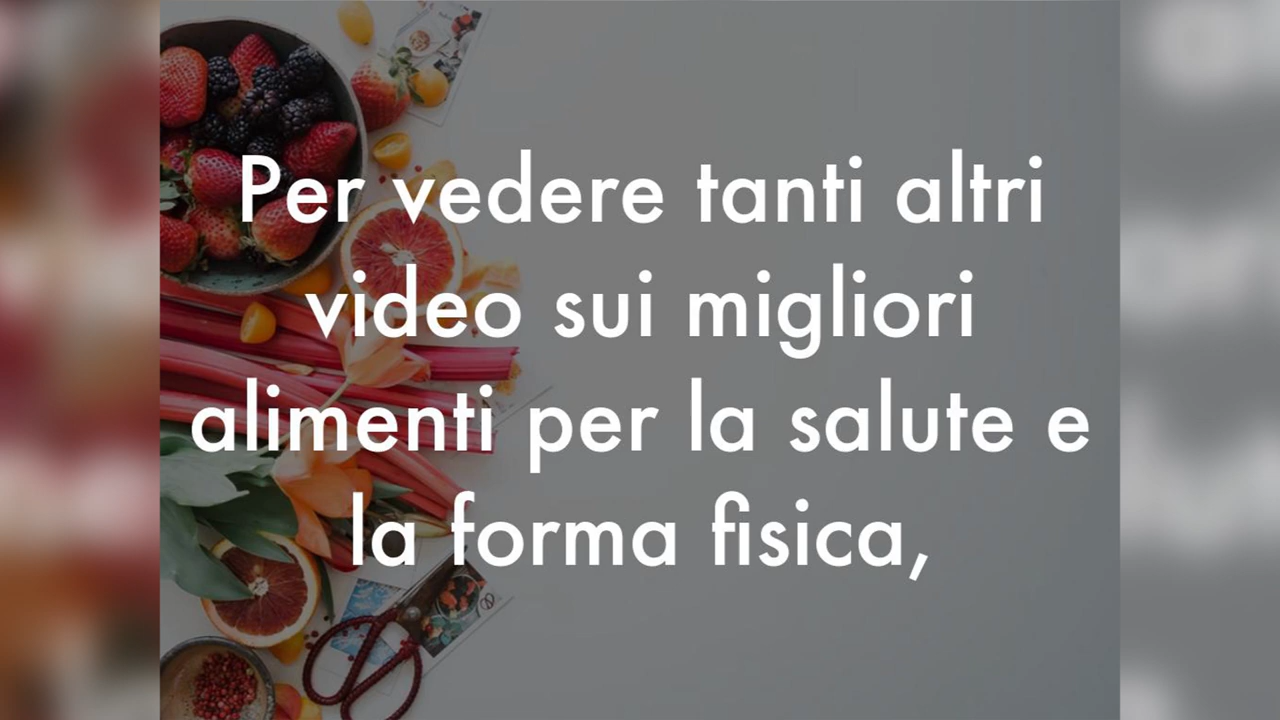 Per vedere tanti altri
video sui migliori
alimenti per la salute e
la forma fisica,